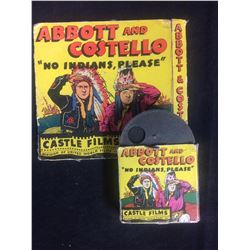 ABBOTT AND
COSTELLO
"NO INDIANS, PLEASE"
CASTLE FILMS
ABBOTT & COS
ABBOTT AND
COSTELLO
"NO INDIANS, PLEASE"
CASTLE FILMS